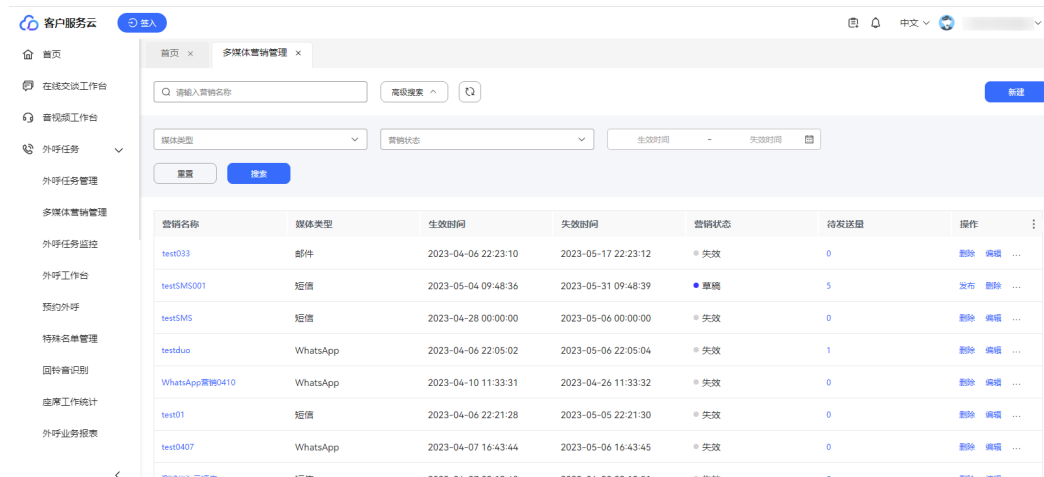 客户服务云 签入 中文
首页 首页 × 多媒体营销管理 ×
在线交谈工作台 请输入营销名称 高级搜索 新建
音视频工作台
外呼任务 媒体类型 营销状态 生效时间 - 失效时间
外呼任务管理 重置 搜索
多媒体营销管理 营销名称 媒体类型 生效时间 失效时间 营销状态 待发送量 操作
外呼任务监控 test033 邮件 2023-04-06 22:23:10 2023-05-17 22:23:12 失效 0 删除 编辑 ...
外呼工作台 testSMS001 短信 2023-05-04 09:48:36 2023-05-31 09:48:39 草稿 5 发布 删除 ...
预约外呼 testSMS 短信 2023-04-28 00:00:00 2023-05-06 00:00:00 失效 0 删除 编辑 ...
特殊名单管理 testduo WhatsApp 2023-04-06 22:05:02 2023-05-06 22:05:04 失效 1 删除 编辑 ...
回铃音识别 WhatsApp营销0410 WhatsApp 2023-04-10 11:33:31 2023-04-26 11:33:32 失效 0 删除 编辑 ...
座席工作统计 test01 短信 2023-04-06 22:21:28 2023-05-05 22:21:30 失效 0 删除 编辑 ...
外呼业务报表 test0407 WhatsApp 2023-04-07 16:43:44 2023-05-06 16:43:45 失效 0 删除 编辑 ...